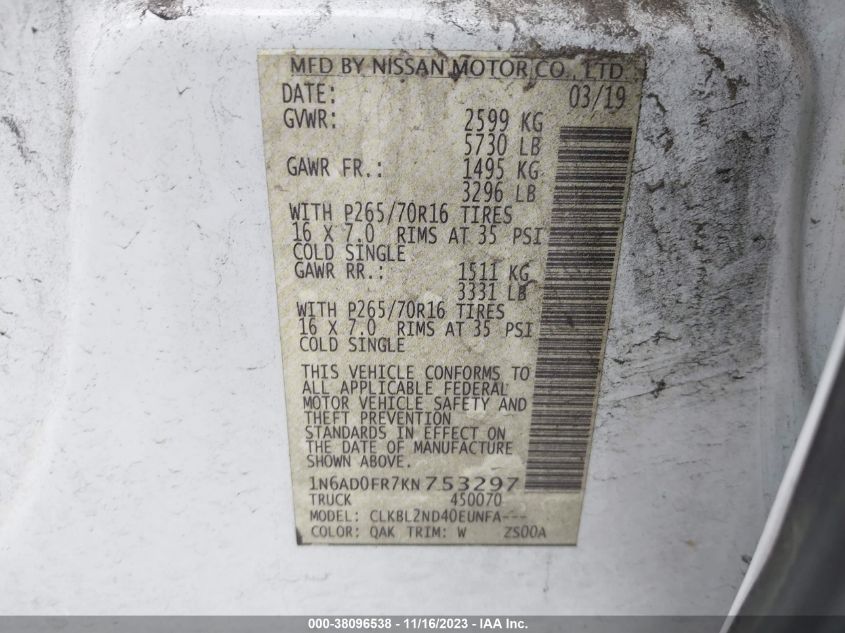 MFD BY NISSAN MOTOR CO., LTD
DATE: 03/19
GVWR: 2599 KG
5730 LB
GAWR FR.: 1495 KG
3296 LB
WITH P265/70R16 TIRES
16 X 7.0 RIMS AT 35 PSI
COLD SINGLE
GAWR RR.: 1511 KG
3331 LB
WITH P265/70R16 TIRES
16 X 7.0 RIMS AT 35 PSI
COLD SINGLE
THIS VEHICLE CONFORMS TO
ALL APPLICABLE FEDERAL
MOTOR VEHICLE SAFETY AND
THEFT PREVENTION
STANDARDS IN EFFECT ON
THE DATE OF MANUFACTURE
SHOWN ABOVE.
1N6AD0FR7KN753297
TRUCK 450070
MODEL: CLKBL2ND40EUNFA---
COLOR: QAK TRIM: W ZS00A
000-38096538 - 11/16/2023 - IAA Inc.